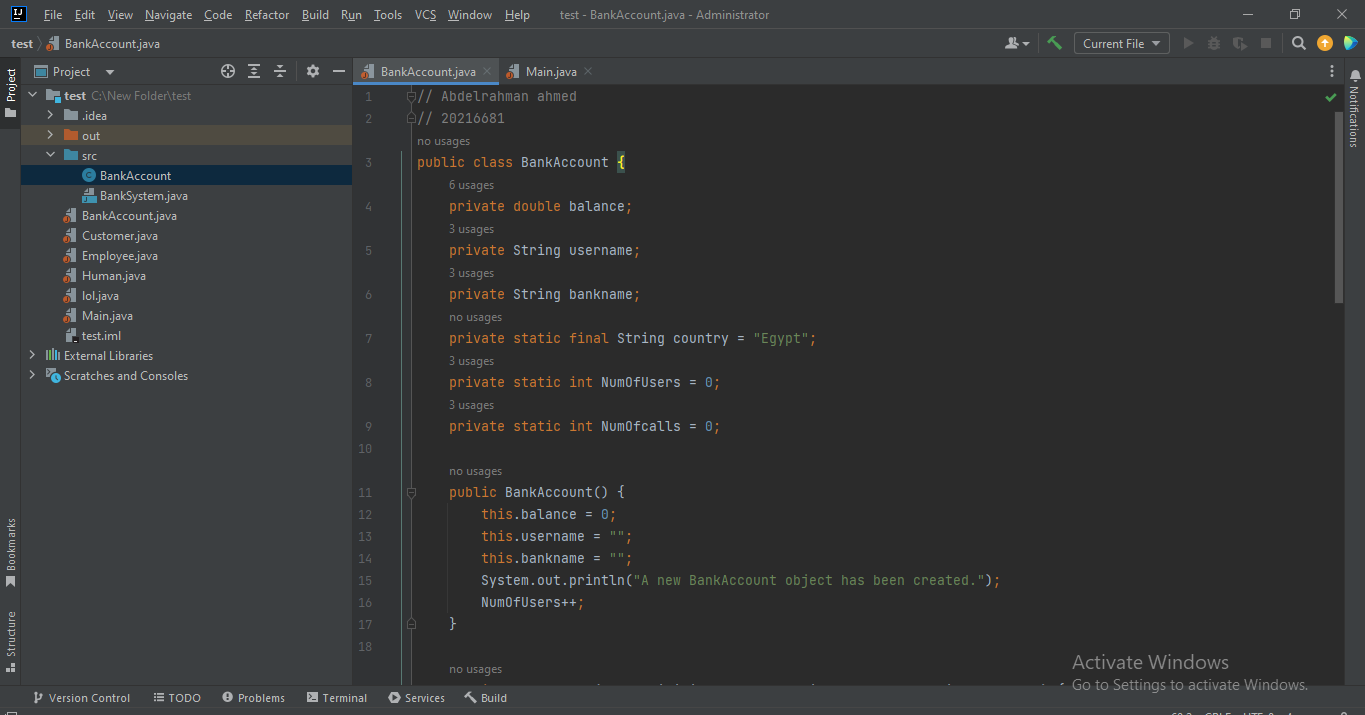 File Edit View Navigate Code Refactor Build Run Tools VCS Window Help test - BankAccount.java - Administrator
test BankAccount.java Current File
Project BankAccount.java Main.java
Project
Notifications
Bookmarks
Structure
test C:\New Folder\test
.idea
out
src
BankAccount
BankSystem.java
BankAccount.java
Customer.java
Employee.java
Human.java
lol.java
Main.java
test.iml
External Libraries
Scratches and Consoles
1 // Abdelrahman ahmed
2 // 20216681
no usages
3 public class BankAccount {
6 usages
4 private double balance;
3 usages
5 private String username;
3 usages
6 private String bankname;
no usages
7 private static final String country = "Egypt";
3 usages
8 private static int NumOfUsers = 0;
3 usages
9 private static int NumOfcalls = 0;
10
no usages
11 public BankAccount() {
12 this.balance = 0;
13 this.username = "";
14 this.bankname = "";
15 System.out.println("A new BankAccount object has been created.");
16 NumOfUsers++;
17 }
18
no usages
Activate Windows
Go to Settings to activate Windows.
Version Control TODO Problems Terminal Services Build